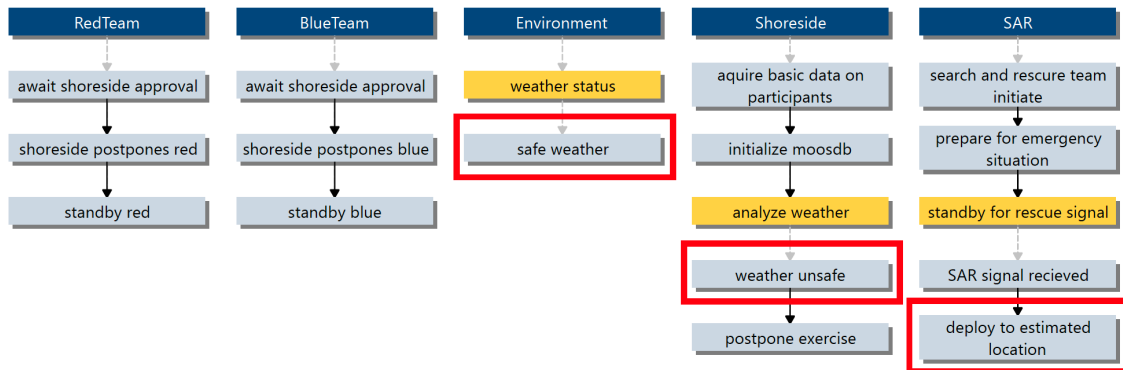 RedTeam
await shoreside approval
shoreside postpones red
standby red
BlueTeam
await shoreside approval
shoreside postpones blue
standby blue
Environment
weather status
safe weather
Shoreside
aquire basic data on
participants
initialize moosdb
analyze weather
weather unsafe
postpone exercise
SAR
search and rescure team
initiate
prepare for emergency
situation
standby for rescue signal
SAR signal recieved
deploy to estimated
location